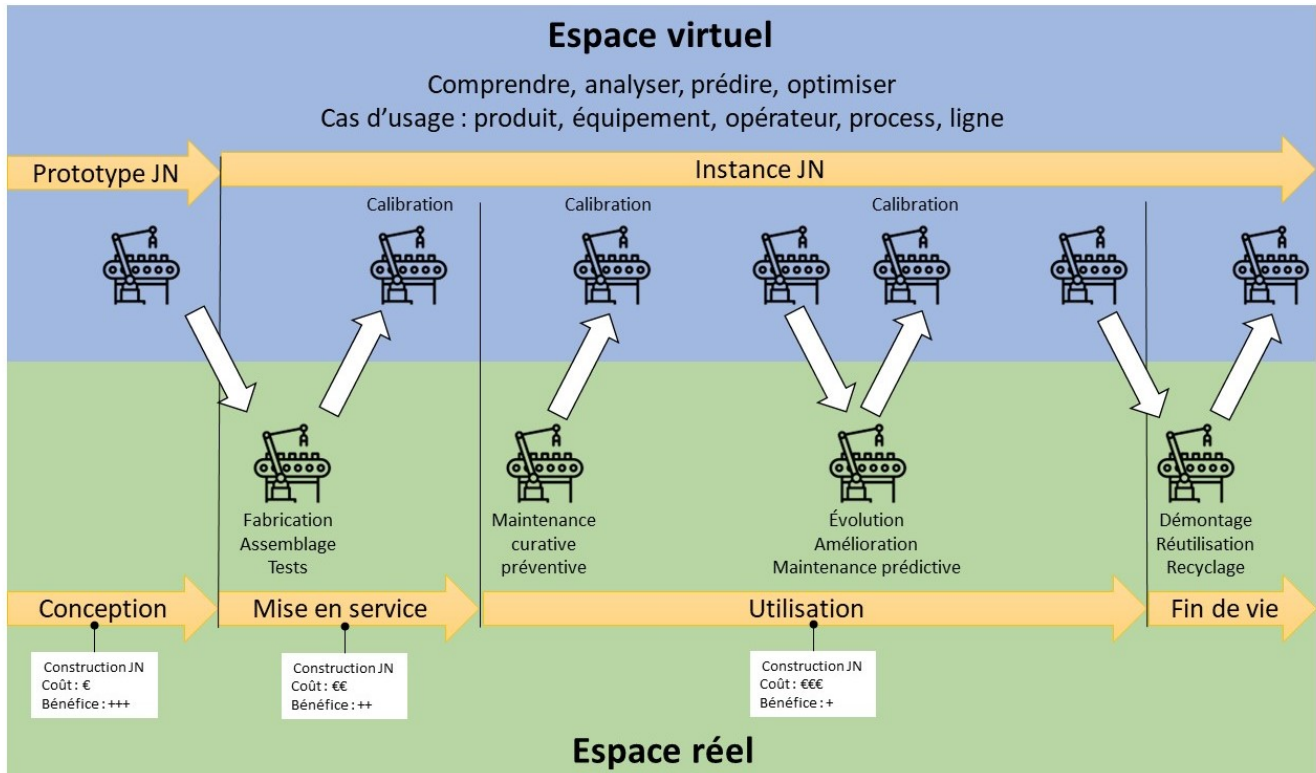 Espace virtuel
Comprendre, analyser, prédire, optimiser
Cas d’usage : produit, équipement, opérateur, process, ligne
Prototype JN
Instance JN
Calibration
Calibration
Calibration
Fabrication
Assemblage
Tests
Maintenance
curative
préventive
Évolution
Amélioration
Maintenance prédictive
Démontage
Réutilisation
Recyclage
Conception
Mise en service
Utilisation
Fin de vie
Construction JN
Coût : €
Bénéfice : +++
Construction JN
Coût : €€
Bénéfice : ++
Construction JN
Coût : €€€
Bénéfice : +
Espace réel